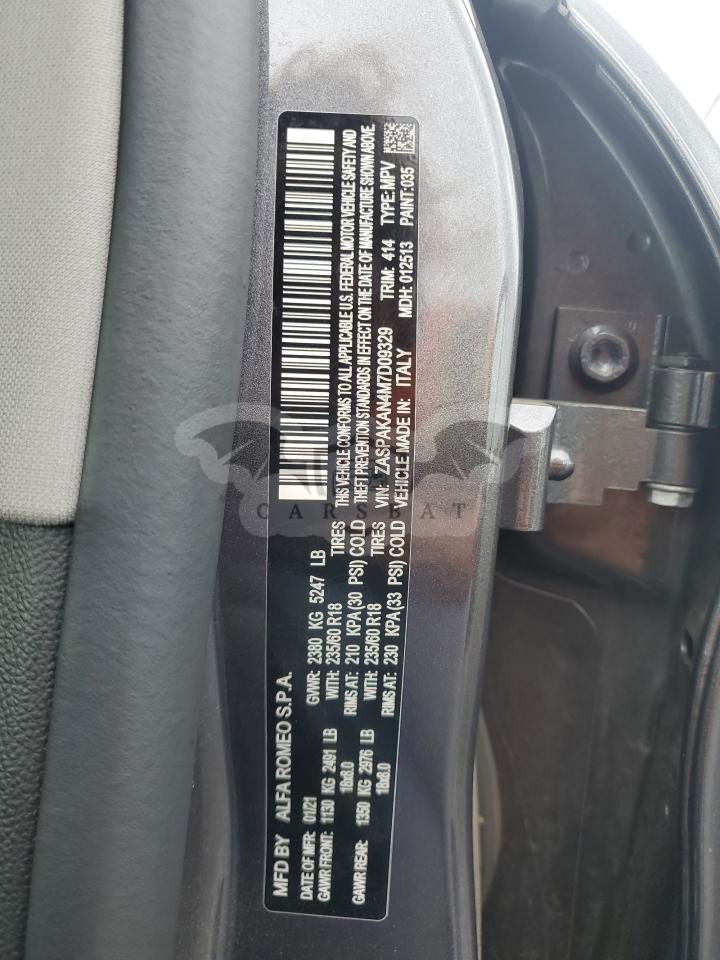 MFD BY ALFA ROMEO S.P.A.
DATE OF MFR: 01/21 GVWR: 2380 KG 5247 LB
GAWR FRONT: 1130 KG 2491 LB WITH: 235/60 R18 TIRES
18x8.0 RIMS AT: 210 KPA (30 PSI) COLD
GAWR REAR: 1350 KG 2976 LB WITH: 235/60 R18 TIRES
18x8.0 RIMS AT: 230 KPA (33 PSI) COLD
THIS VEHICLE CONFORMS TO ALL APPLICABLE U.S. FEDERAL MOTOR VEHICLE SAFETY AND
THEFT PREVENTION STANDARDS IN EFFECT ON THE DATE OF MANUFACTURE SHOWN ABOVE
VIN: ZASPAKAN4M7D09329 TRIM: 414 TYPE: MPV
VEHICLE MADE IN: ITALY MDH: 012513 PAINT: 035
CARSBAT